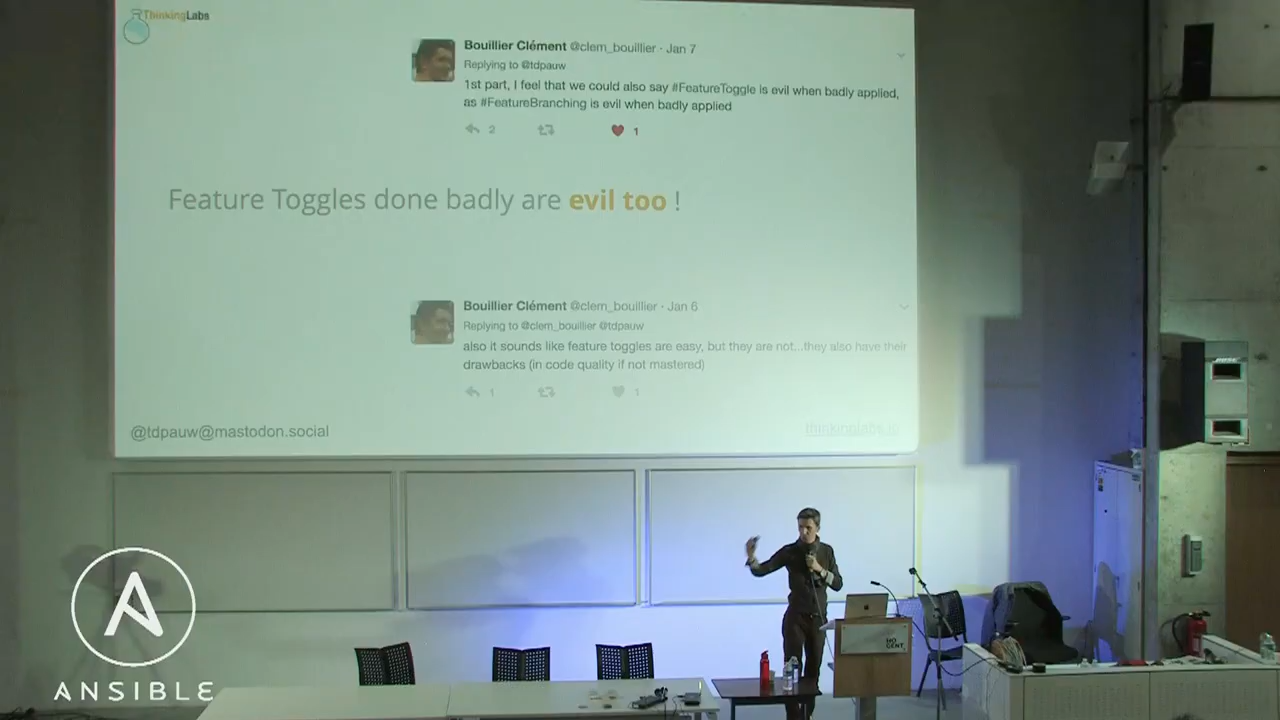 ThinkingLabs
Bouillier Clément @clem_bouillier · Jan 7
Replying to @tdpauw
1st part, I feel that we could also say #FeatureToggle is evil when badly applied,
as #FeatureBranching is evil when badly applied
2 1
Feature Toggles done badly are evil too !
Bouillier Clément @clem_bouillier · Jan 6
Replying to @clem_bouillier @tdpauw
also it sounds like feature toggles are easy, but they are not...they also have their
drawbacks (in code quality if not mastered)
1 1
@tdpauw@mastodon.social
thinkinglabs.io
HO
GENT
ANSIBLE